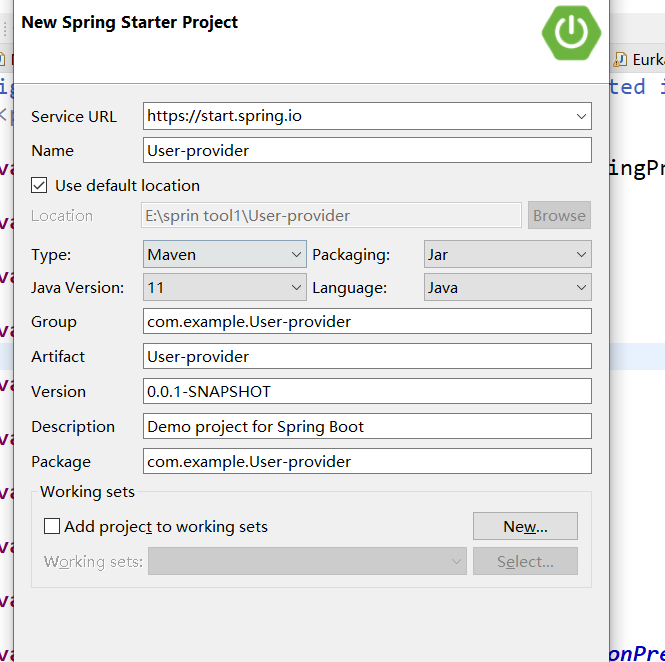 New Spring Starter Project
Service URL https://start.spring.io
Name User-provider
Use default location
Location E:\sprin tool1\User-provider Browse
Type: Maven Packaging: Jar
Java Version: 11 Language: Java
Group com.example.User-provider
Artifact User-provider
Version 0.0.1-SNAPSHOT
Description Demo project for Spring Boot
Package com.example.User-provider
Working sets
Add project to working sets New...
Working sets: Select...
Eurka
ted i
ingPr
onPre